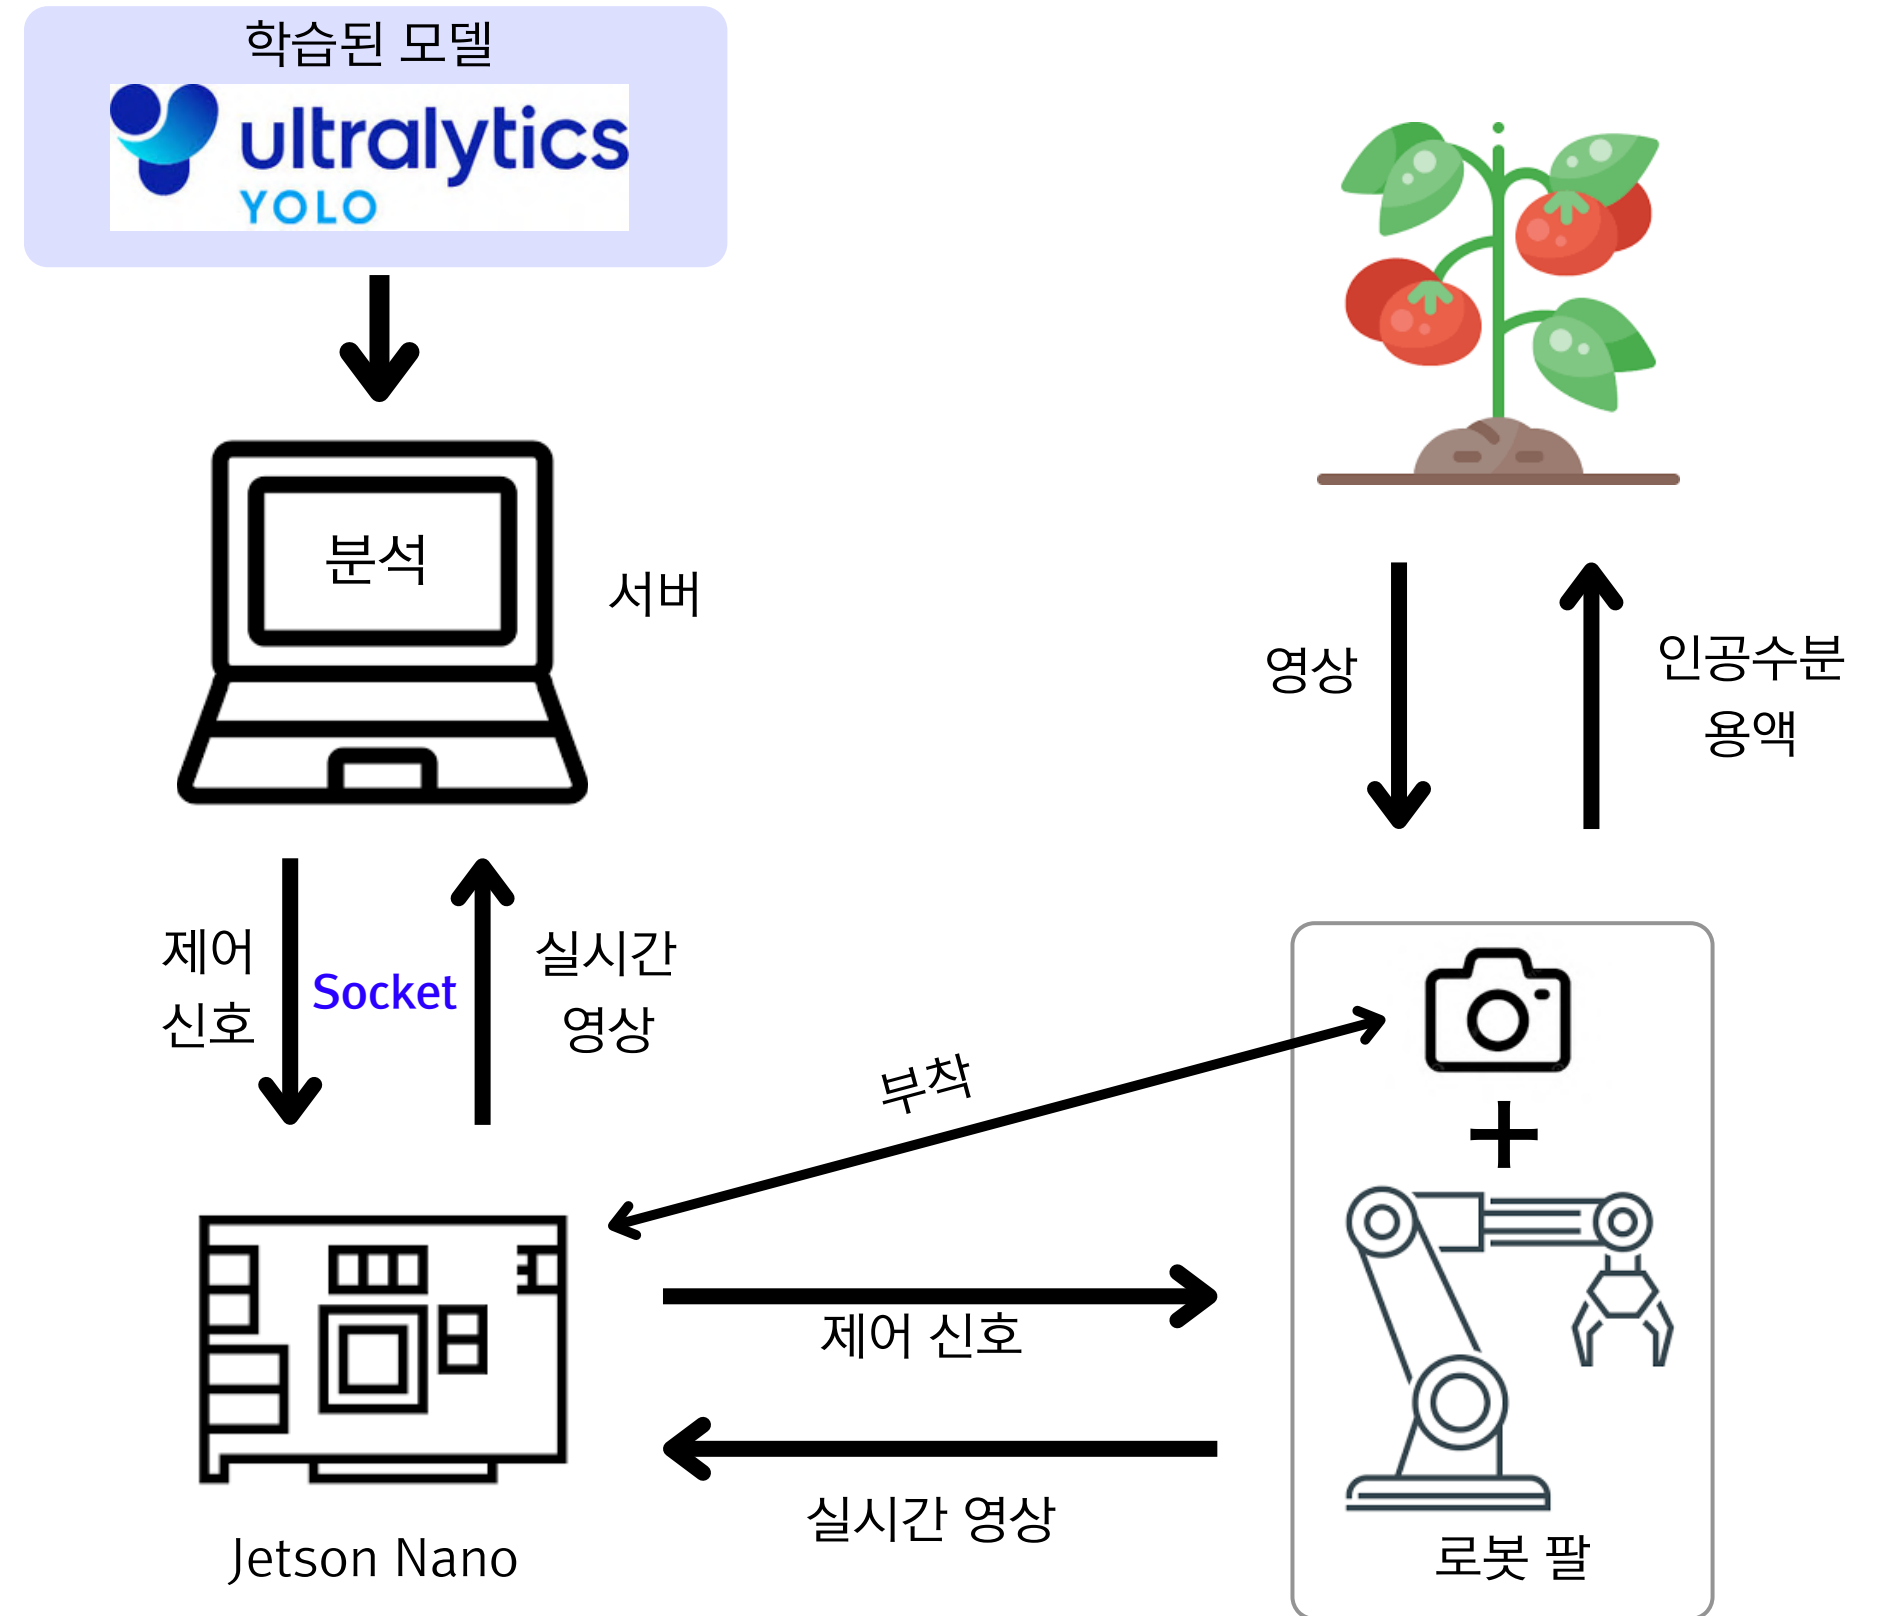 학습된 모델
ultralytics
YOLO
분석
서버
영상
인공수분
용액
제어
신호
Socket
실시간
영상
부착
제어 신호
실시간 영상
Jetson Nano
로봇 팔